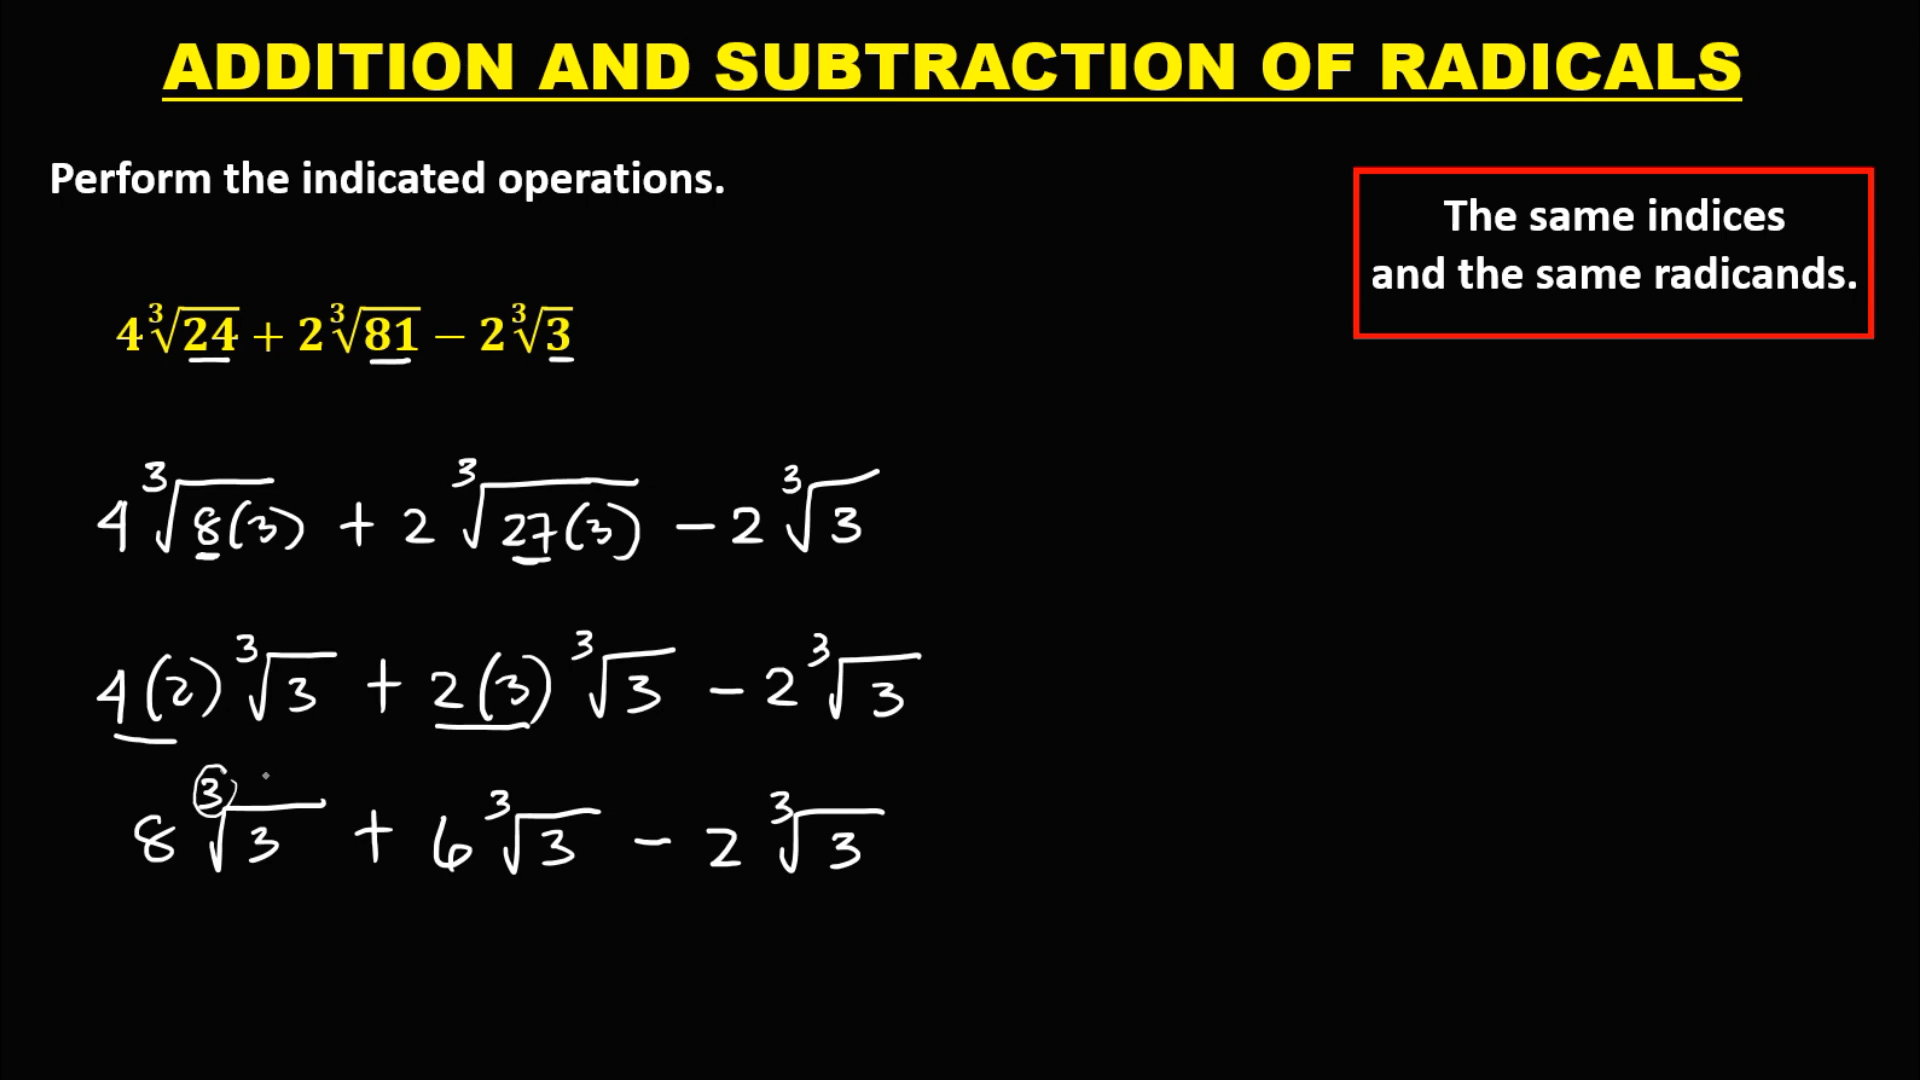 ADDITION AND SUBTRACTION OF RADICALS
Perform the indicated operations.
The same indices
and the same radicands.
4∛24 + 2∛81 − 2∛3
4∛8(3) + 2∛27(3) − 2∛3
4(2)∛3 + 2(3)∛3 − 2∛3
8∛3 + 6∛3 − 2∛3